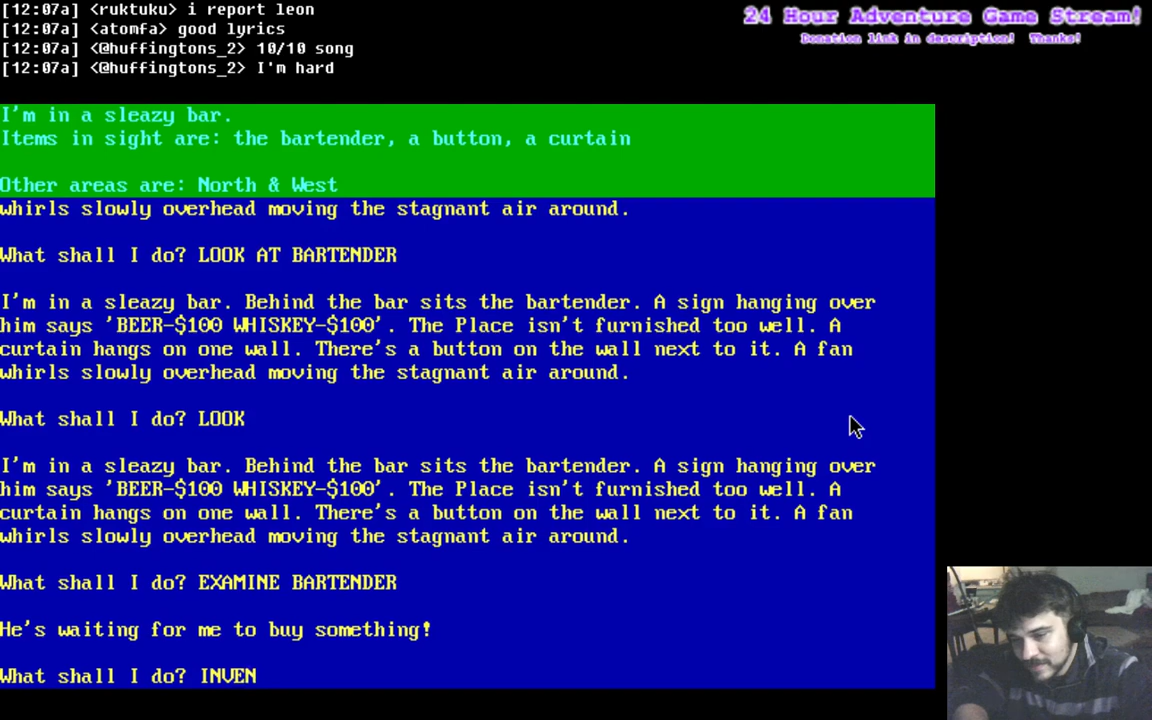 [12:07a] <ruktuku> i report leon
[12:07a] <atomfa> good lyrics
[12:07a] <@huffingtons_2> 10/10 song
[12:07a] <@huffingtons_2> I'm hard
24 Hour Adventure Game Stream!
Donation link in description! Thanks!
I'm in a sleazy bar.
Items in sight are: the bartender, a button, a curtain
Other areas are: North & West
whirls slowly overhead moving the stagnant air around.
What shall I do? LOOK AT BARTENDER
I'm in a sleazy bar. Behind the bar sits the bartender. A sign hanging over
him says 'BEER-$100 WHISKEY-$100'. The Place isn't furnished too well. A
curtain hangs on one wall. There's a button on the wall next to it. A fan
whirls slowly overhead moving the stagnant air around.
What shall I do? LOOK
I'm in a sleazy bar. Behind the bar sits the bartender. A sign hanging over
him says 'BEER-$100 WHISKEY-$100'. The Place isn't furnished too well. A
curtain hangs on one wall. There's a button on the wall next to it. A fan
whirls slowly overhead moving the stagnant air around.
What shall I do? EXAMINE BARTENDER
He's waiting for me to buy something!
What shall I do? INVEN